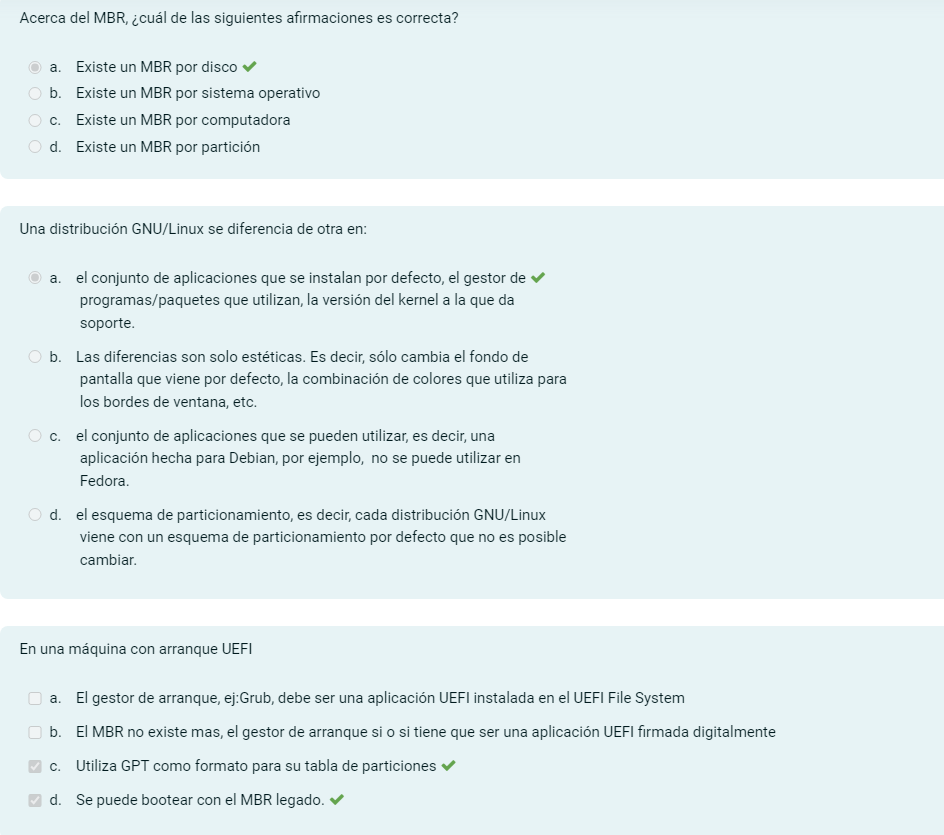 Acerca del MBR, ¿cuál de las siguientes afirmaciones es correcta?
a. Existe un MBR por disco
b. Existe un MBR por sistema operativo
c. Existe un MBR por computadora
d. Existe un MBR por partición
Una distribución GNU/Linux se diferencia de otra en:
a. el conjunto de aplicaciones que se instalan por defecto, el gestor de
programas/paquetes que utilizan, la versión del kernel a la que da
soporte.
b. Las diferencias son solo estéticas. Es decir, sólo cambia el fondo de
pantalla que viene por defecto, la combinación de colores que utiliza para
los bordes de ventana, etc.
c. el conjunto de aplicaciones que se pueden utilizar, es decir, una
aplicación hecha para Debian, por ejemplo, no se puede utilizar en
Fedora.
d. el esquema de particionamiento, es decir, cada distribución GNU/Linux
viene con un esquema de particionamiento por defecto que no es posible
cambiar.
En una máquina con arranque UEFI
a. El gestor de arranque, ej:Grub, debe ser una aplicación UEFI instalada en el UEFI File System
b. El MBR no existe mas, el gestor de arranque si o si tiene que ser una aplicación UEFI firmada digitalmente
c. Utiliza GPT como formato para su tabla de particiones
d. Se puede bootear con el MBR legado.